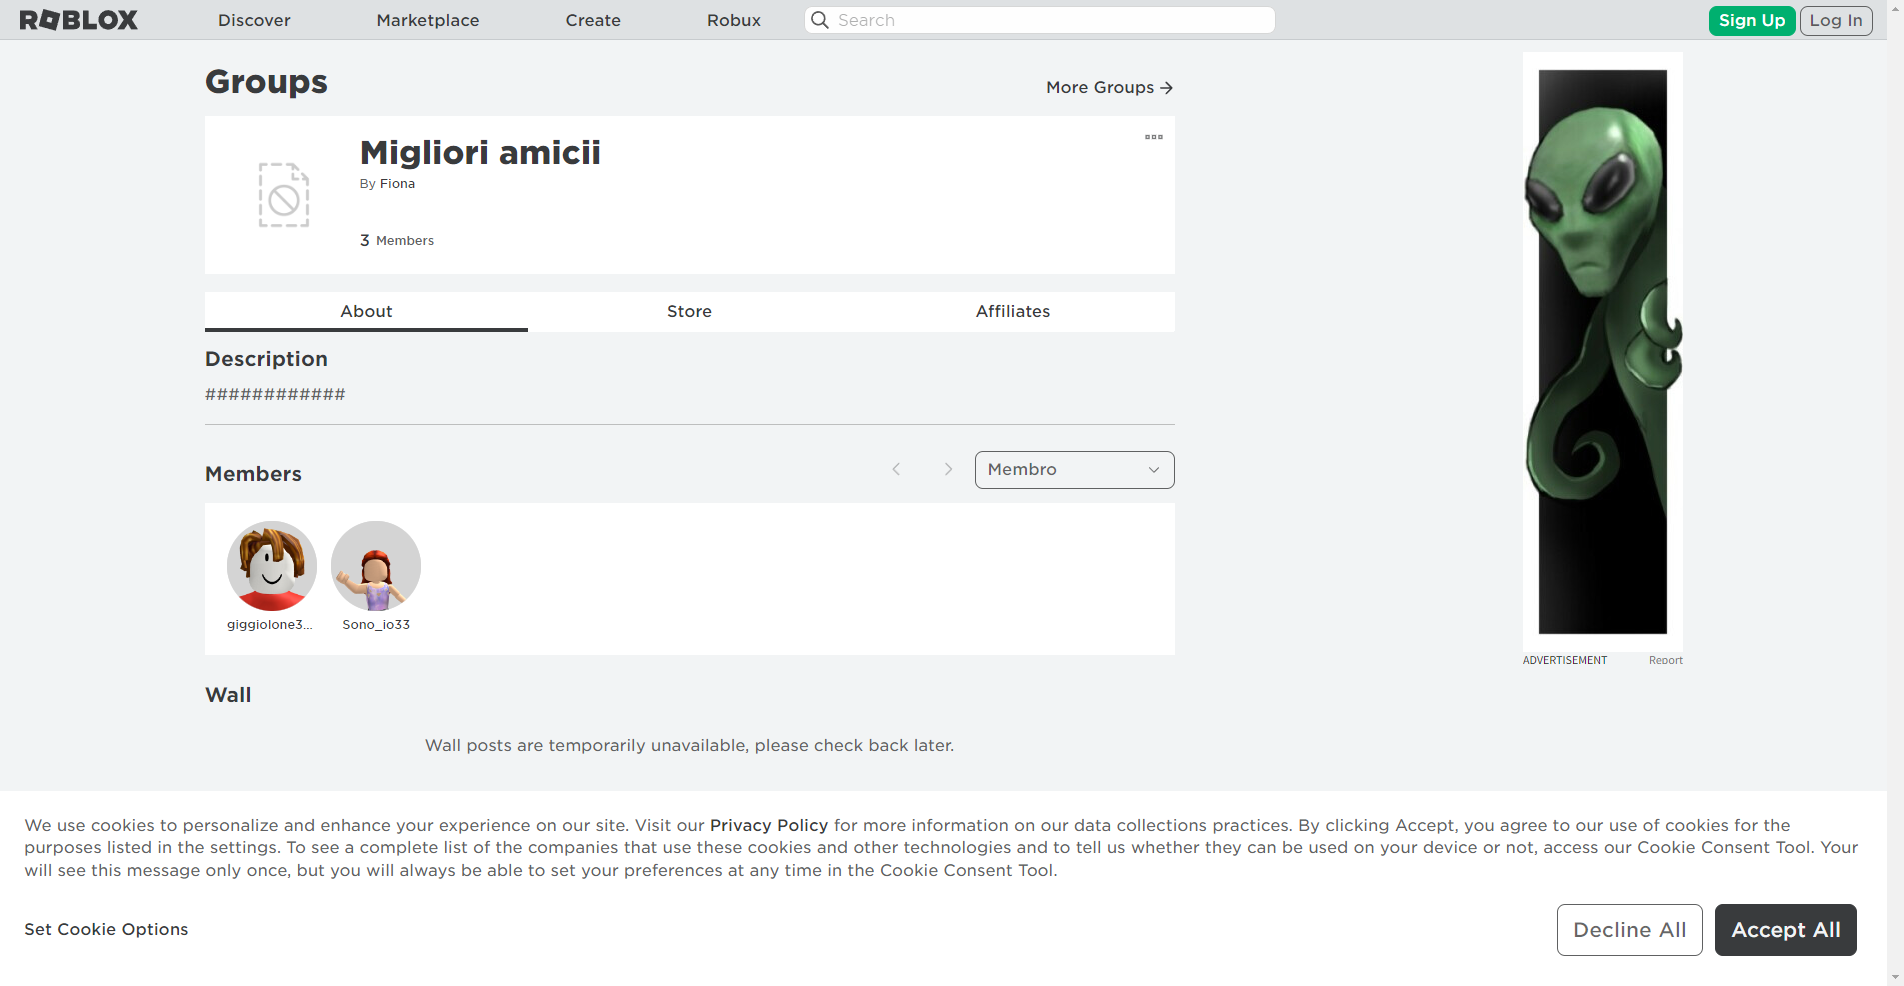 ROBLOX Discover Marketplace Create Robux Search Sign Up Log In
Groups
More Groups
Migliori amicii
By Fiona
3 Members
About Store Affiliates
Description
############
Members
Membro
giggiolone3... Sono_io33
Wall
Wall posts are temporarily unavailable, please check back later.
ADVERTISEMENT Report
We use cookies to personalize and enhance your experience on our site. Visit our Privacy Policy for more information on our data collections practices. By clicking Accept, you agree to our use of cookies for the
purposes listed in the settings. To see a complete list of the companies that use these cookies and other technologies and to tell us whether they can be used on your device or not, access our Cookie Consent Tool. Your
will see this message only once, but you will always be able to set your preferences at any time in the Cookie Consent Tool.
Set Cookie Options
Decline All
Accept All